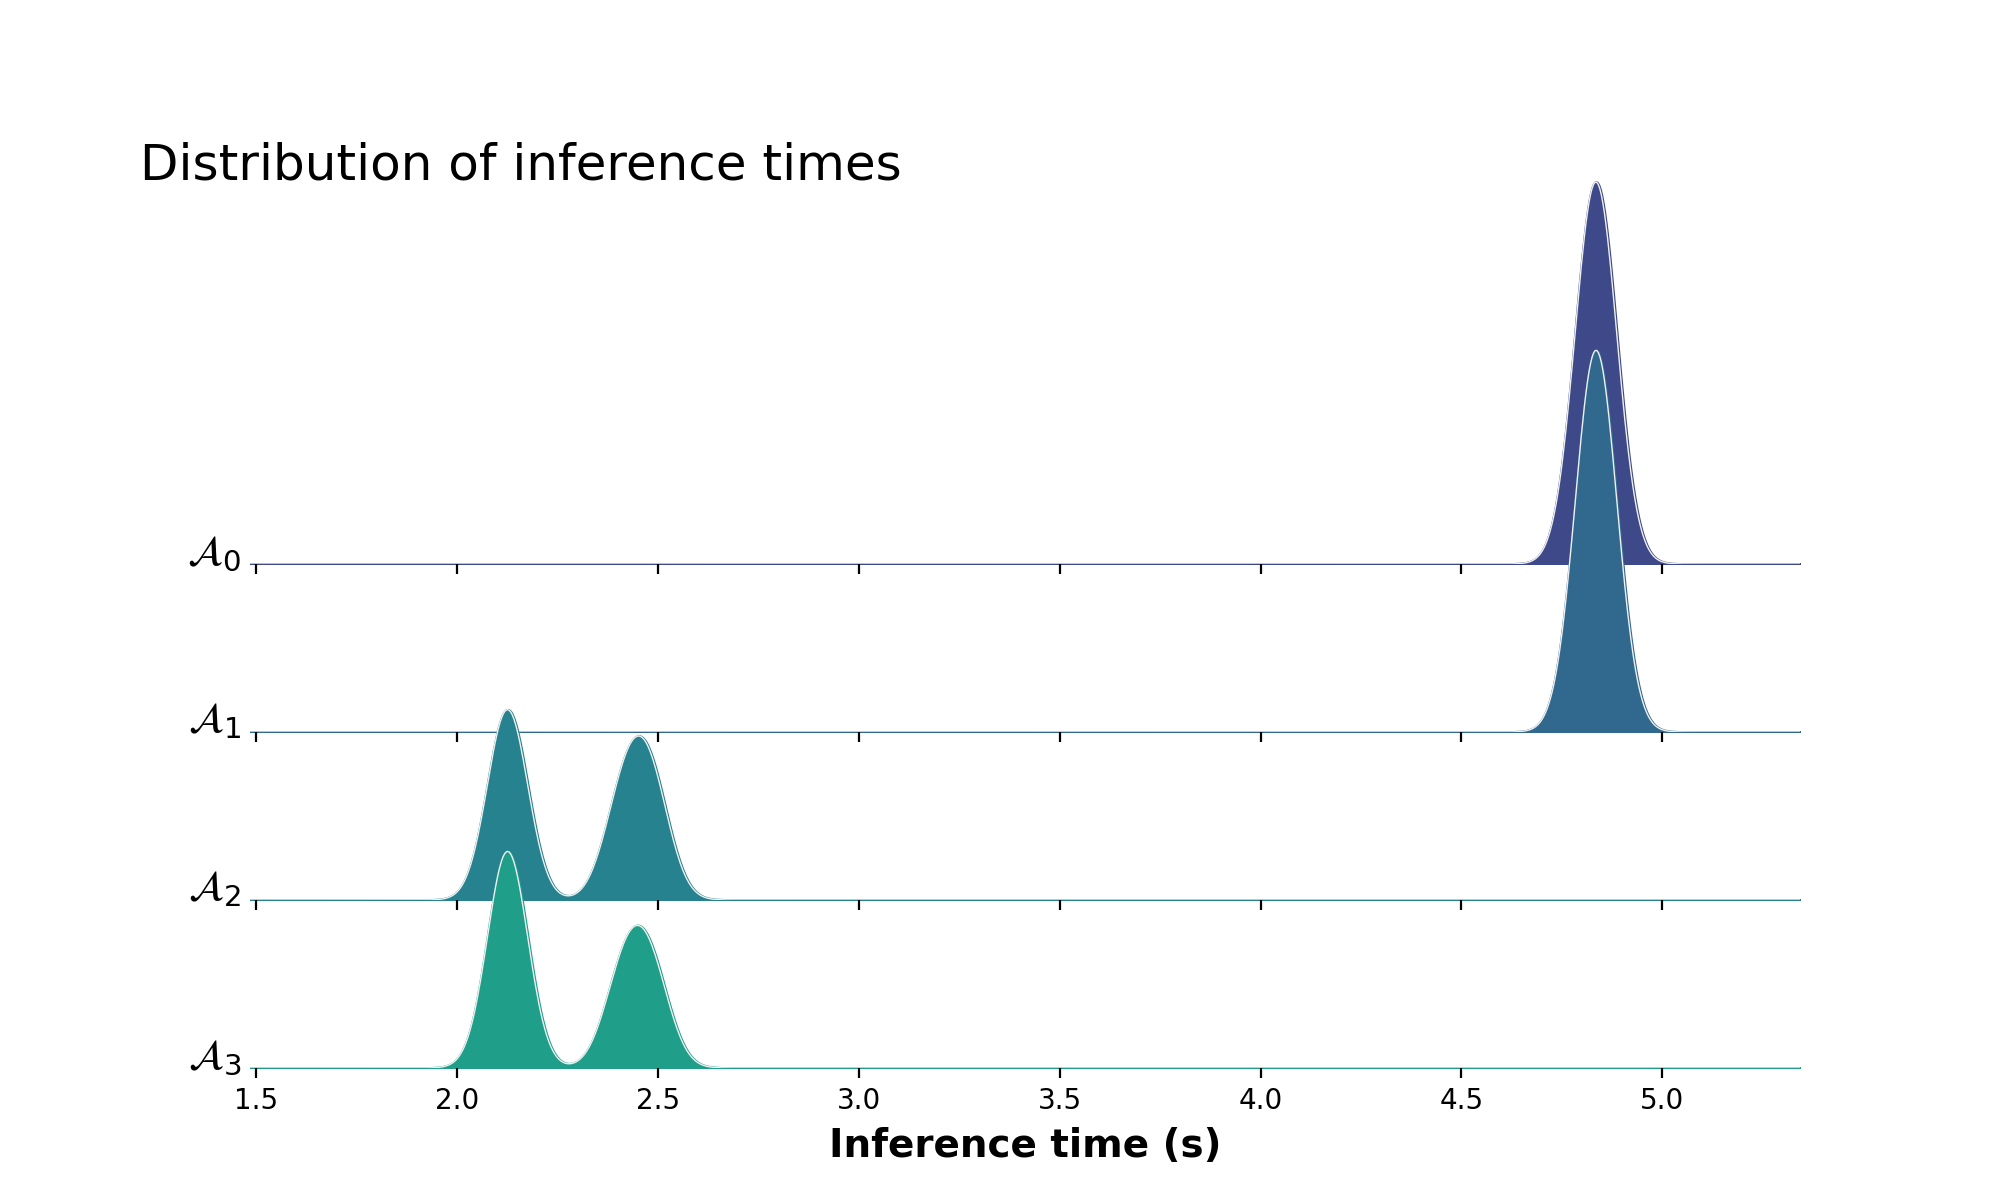 Distribution of inference times
𝒜0
𝒜1
𝒜2
𝒜3
1.5 2.0 2.5 3.0 3.5 4.0 4.5 5.0
Inference time (s)